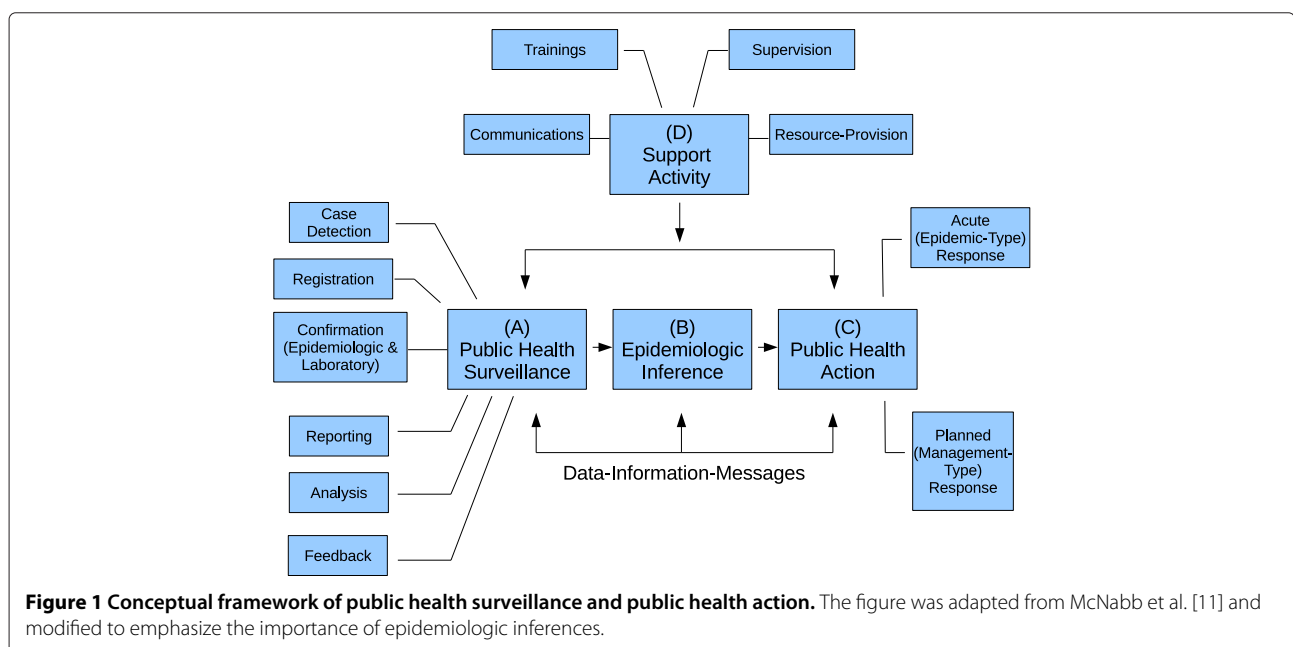 Trainings
Supervision
Communications
(D)
Support
Activity
Resource-Provision
Case
Detection
Registration
Confirmation
(Epidemiologic &
Laboratory)
Reporting
Analysis
Feedback
(A)
Public Health
Surveillance
(B)
Epidemiologic
Inference
(C)
Public Health
Action
Acute
(Epidemic-Type)
Response
Planned
(Management-
Type)
Response
Data-Information-Messages
Figure 1 Conceptual framework of public health surveillance and public health action. The figure was adapted from McNabb et al. [11] and
modified to emphasize the importance of epidemiologic inferences.